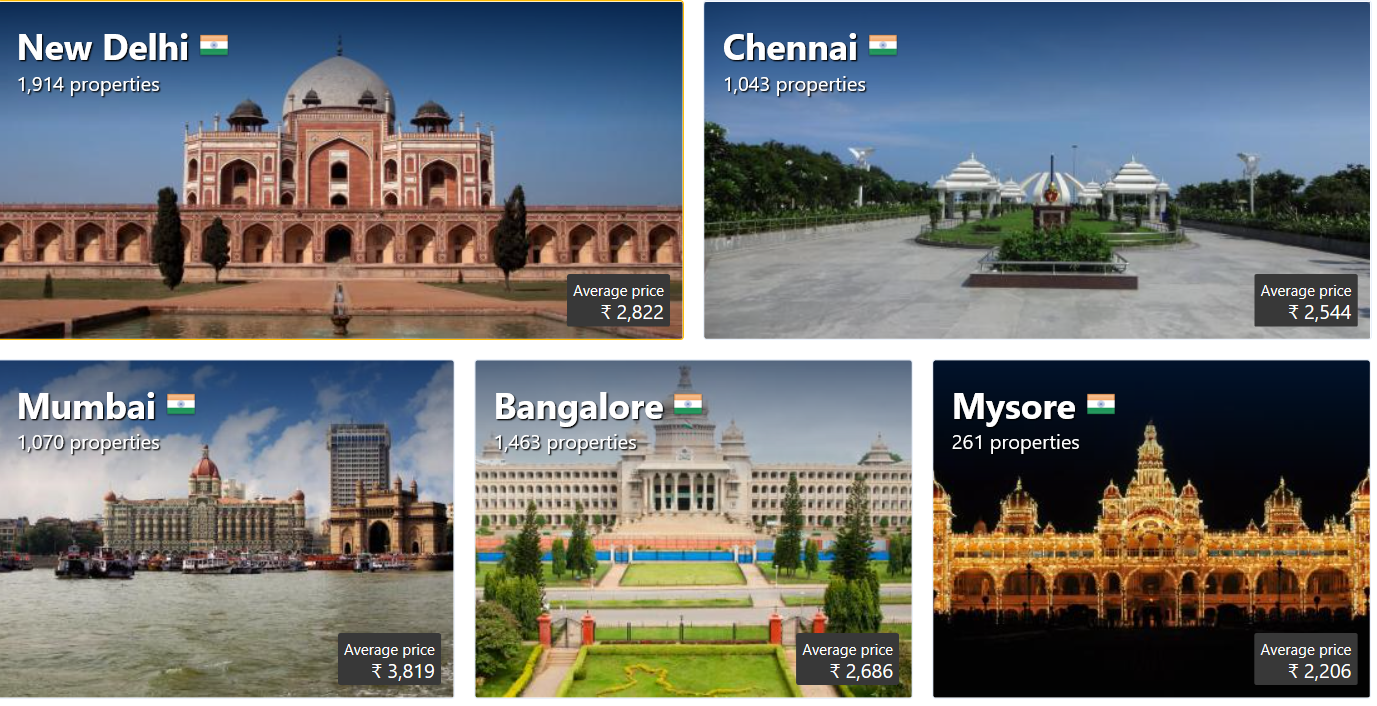 New Delhi
1,914 properties
Average price
₹ 2,822
Chennai
1,043 properties
Average price
₹ 2,544
Mumbai
1,070 properties
Average price
₹ 3,819
Bangalore
1,463 properties
Average price
₹ 2,686
Mysore
261 properties
Average price
₹ 2,206